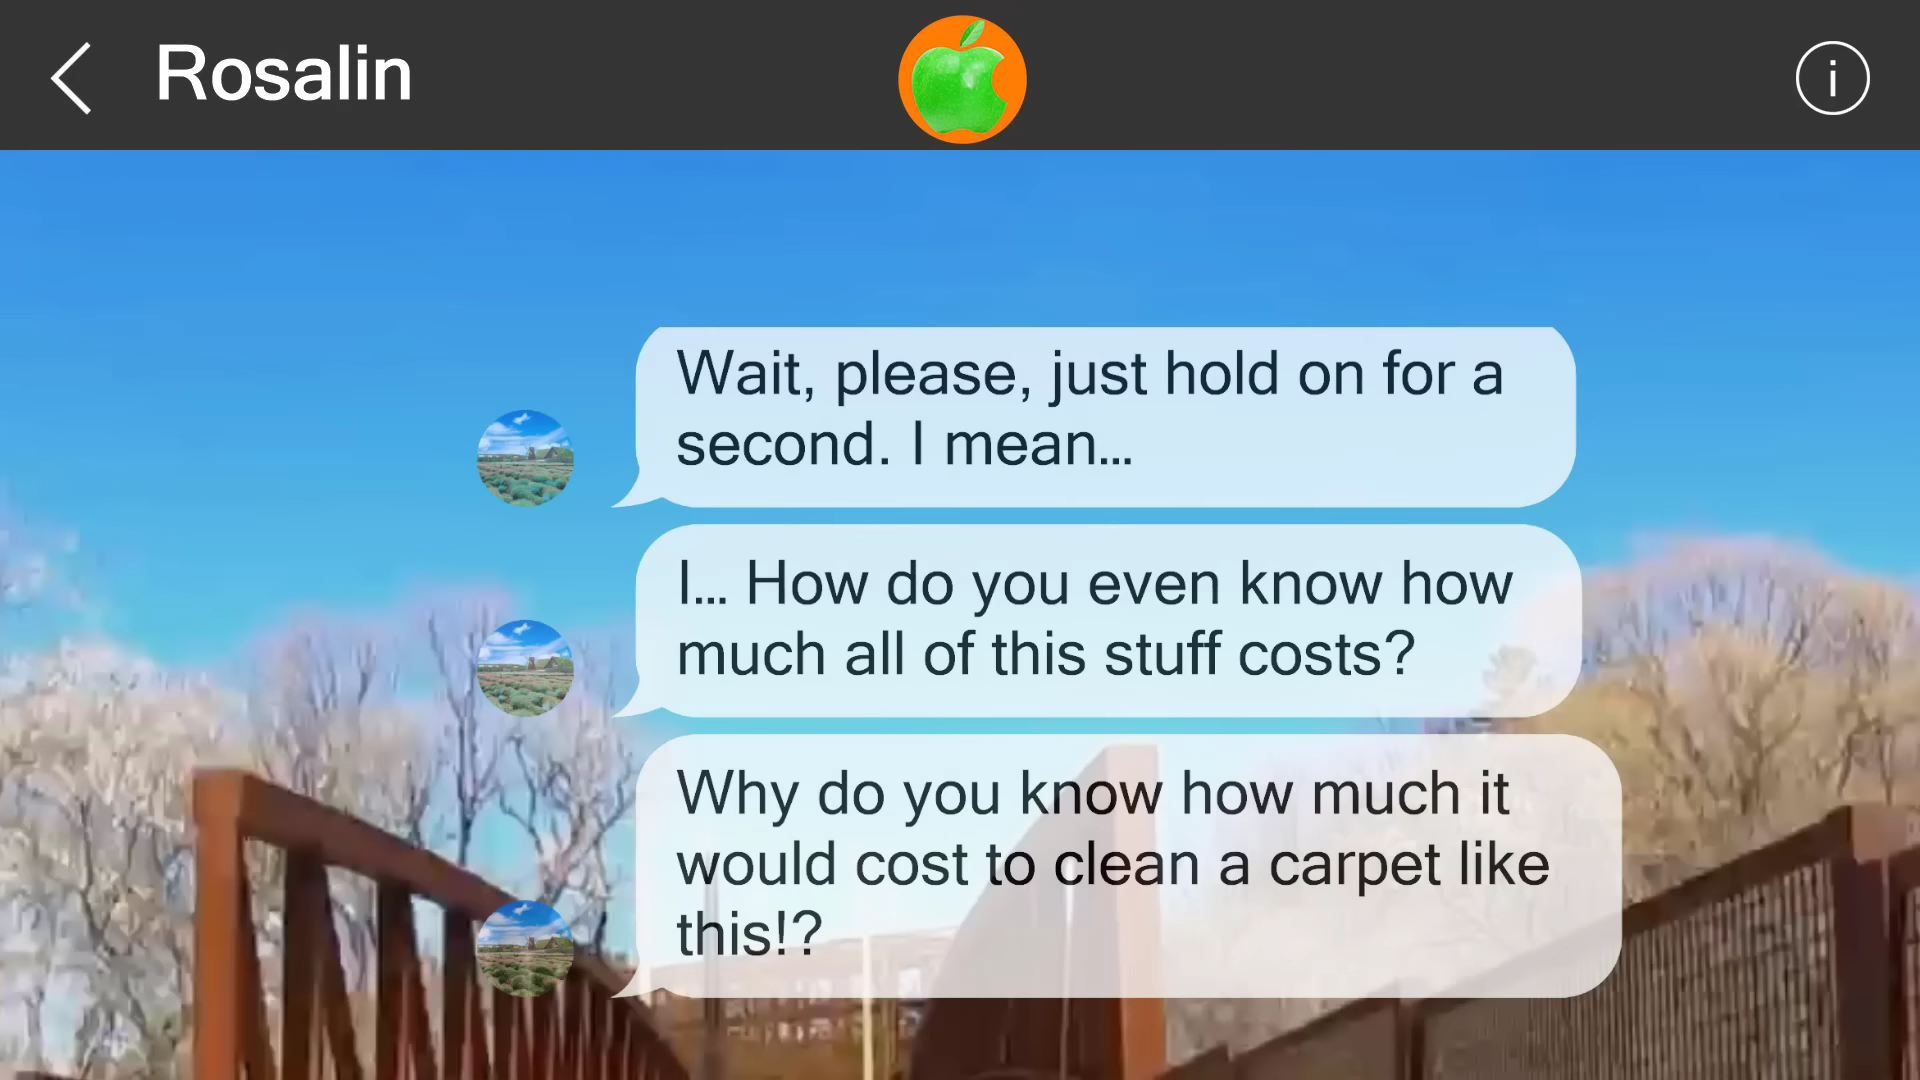 Rosalin
Wait, please, just hold on for a
second. I mean...
I... How do you even know how
much all of this stuff costs?
Why do you know how much it
would cost to clean a carpet like
this!?